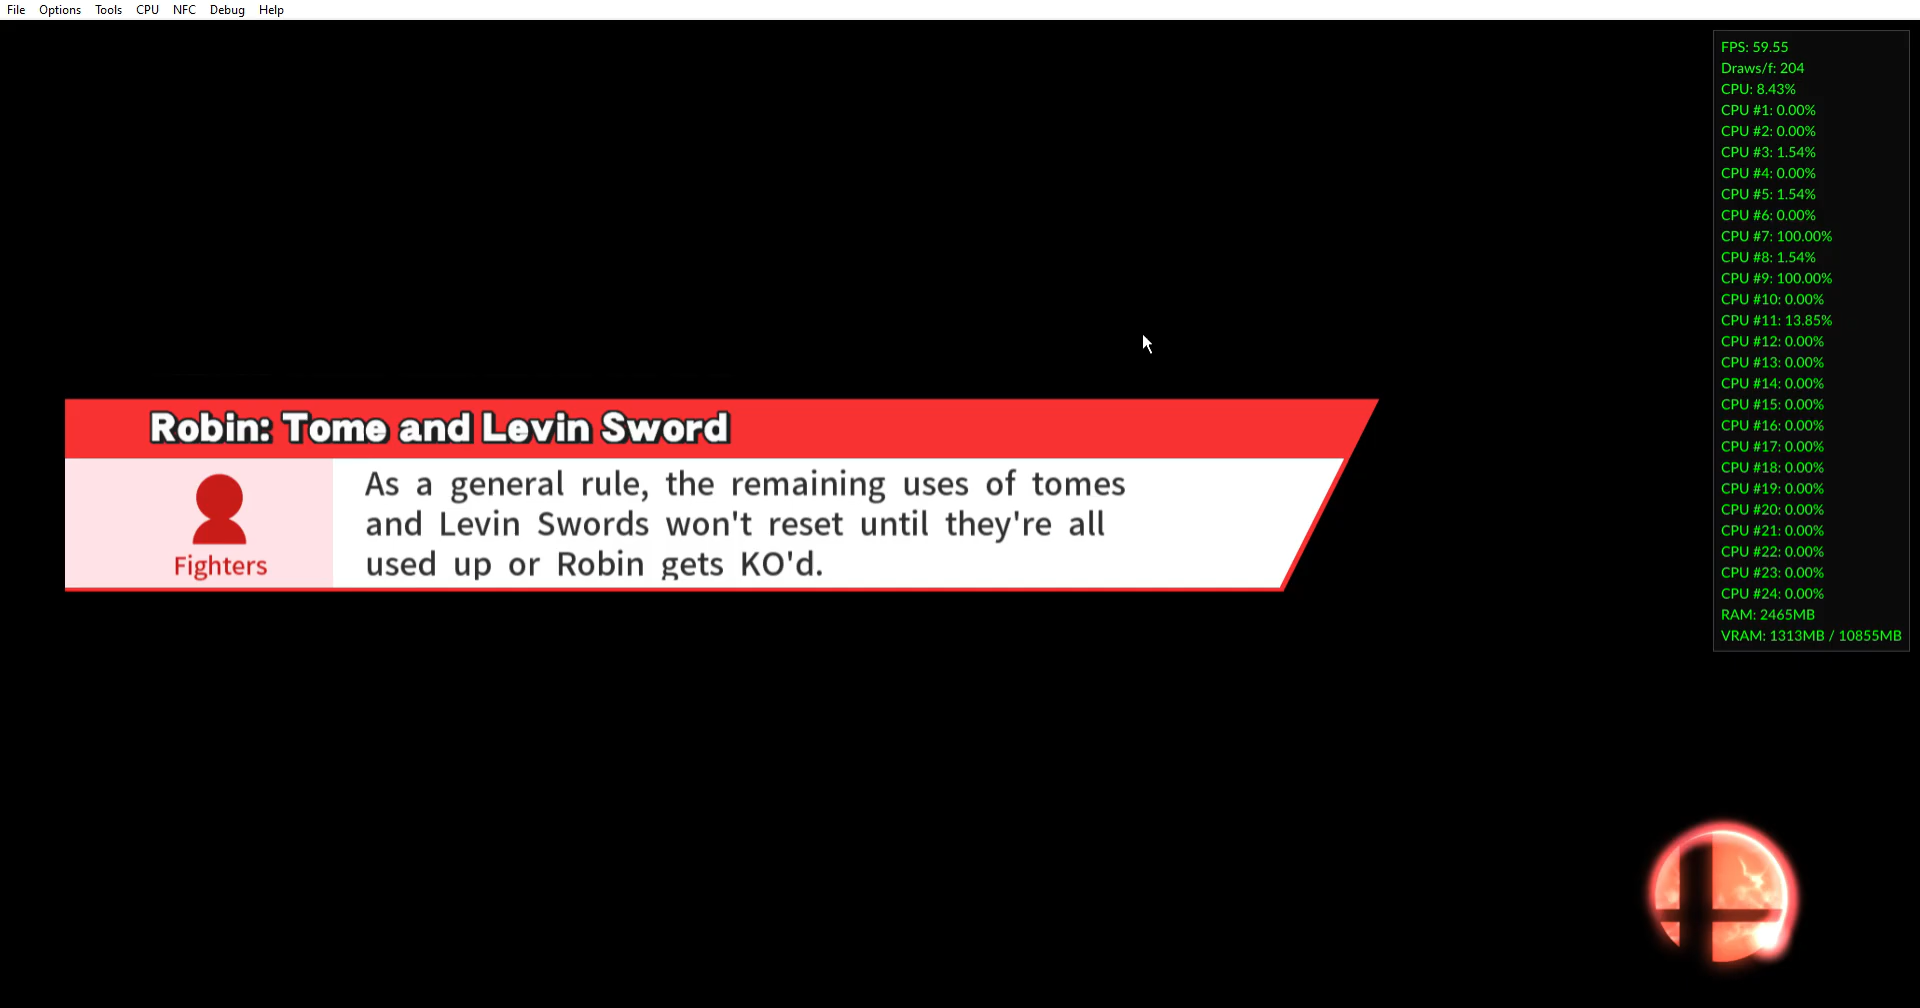 File Options Tools CPU NFC Debug Help
FPS: 59.55
Draws/f: 204
CPU: 8.43%
CPU #1: 0.00%
CPU #2: 0.00%
CPU #3: 1.54%
CPU #4: 0.00%
CPU #5: 1.54%
CPU #6: 0.00%
CPU #7: 100.00%
CPU #8: 1.54%
CPU #9: 100.00%
CPU #10: 0.00%
CPU #11: 13.85%
CPU #12: 0.00%
CPU #13: 0.00%
CPU #14: 0.00%
CPU #15: 0.00%
CPU #16: 0.00%
CPU #17: 0.00%
CPU #18: 0.00%
CPU #19: 0.00%
CPU #20: 0.00%
CPU #21: 0.00%
CPU #22: 0.00%
CPU #23: 0.00%
CPU #24: 0.00%
RAM: 2465MB
VRAM: 1313MB / 10855MB
Robin: Tome and Levin Sword
Fighters
As a general rule, the remaining uses of tomes
and Levin Swords won't reset until they're all
used up or Robin gets KO'd.